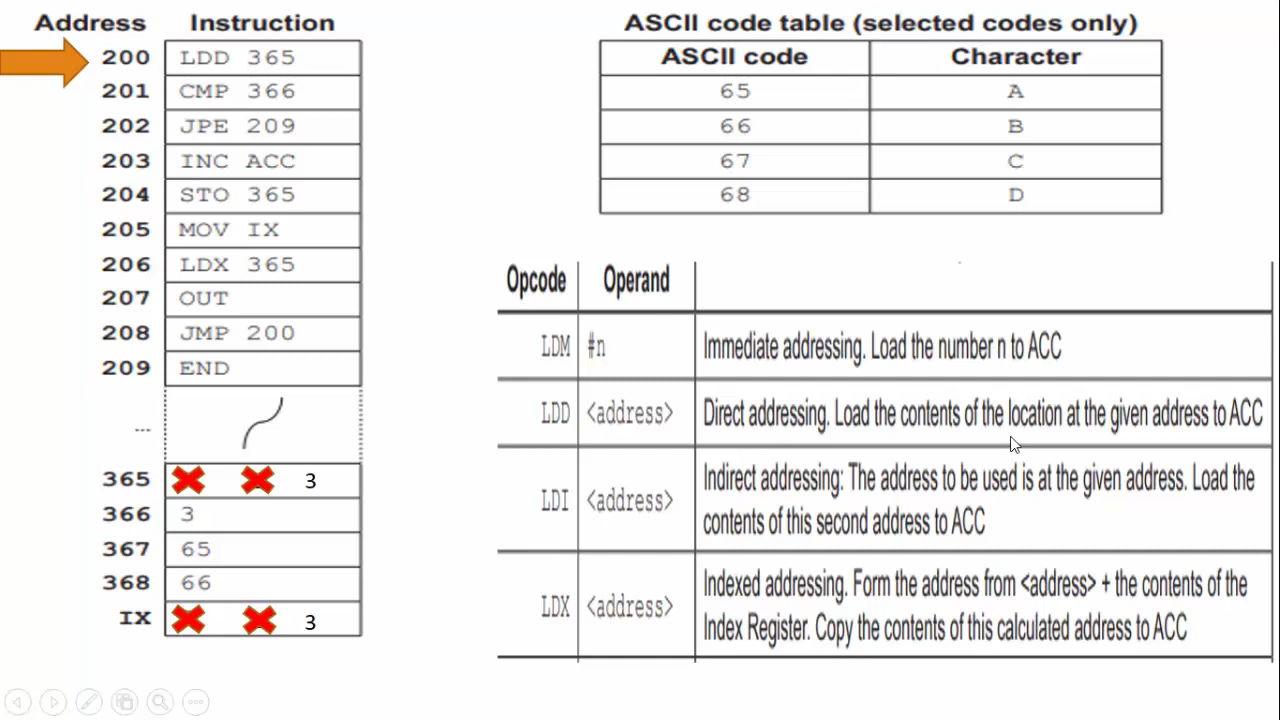 Address Instruction
200 LDD 365
201 CMP 366
202 JPE 209
203 INC ACC
204 STO 365
205 MOV IX
206 LDX 365
207 OUT
208 JMP 200
209 END
...
365 3
366 3
367 65
368 66
IX 3
ASCII code table (selected codes only)
ASCII code Character
65 A
66 B
67 C
68 D
Opcode Operand
LDM #n Immediate addressing. Load the number n to ACC
LDD <address> Direct addressing. Load the contents of the location at the given address to ACC
LDI <address> Indirect addressing: The address to be used is at the given address. Load the
contents of this second address to ACC
LDX <address> Indexed addressing. Form the address from <address> + the contents of the
Index Register. Copy the contents of this calculated address to ACC